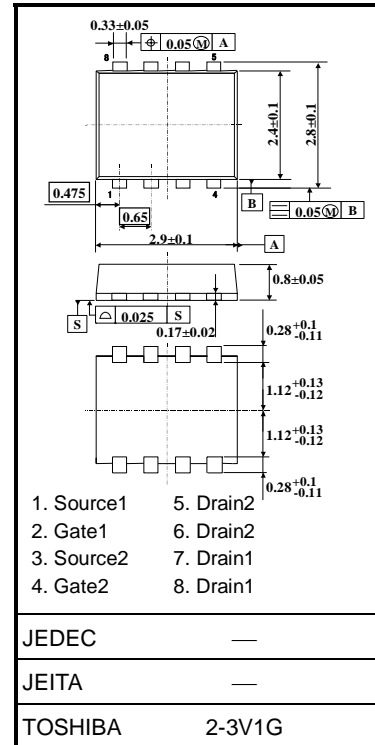 0.33±0.05
⌖ 0.05Ⓜ A
8 5
2.4±0.1
2.8±0.1
0.475
1 4
B
0.65
⌯ 0.05Ⓜ B
2.9±0.1
A
0.8±0.05
S
⌓ 0.025 S
0.17±0.02
0.28 +0.1 -0.11
1.12 +0.13 -0.12
1.12 +0.13 -0.12
0.28 +0.1 -0.11
1. Source1 5. Drain2
2. Gate1 6. Drain2
3. Source2 7. Drain1
4. Gate2 8. Drain1
JEDEC —
JEITA —
TOSHIBA 2-3V1G